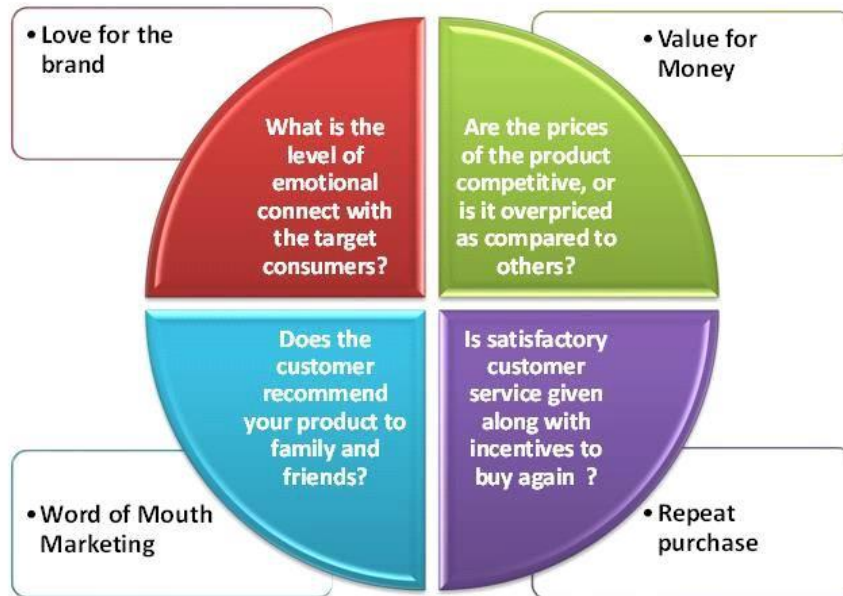 • Love for the
brand
• Value for
Money
What is the
level of
emotional
connect with
the target
consumers?
Are the prices
of the product
competitive, or
is it overpriced
as compared to
others?
Does the
customer
recommend
your product to
family and
friends?
Is satisfactory
customer
service given
along with
incentives to
buy again ?
• Word of Mouth
Marketing
• Repeat
purchase